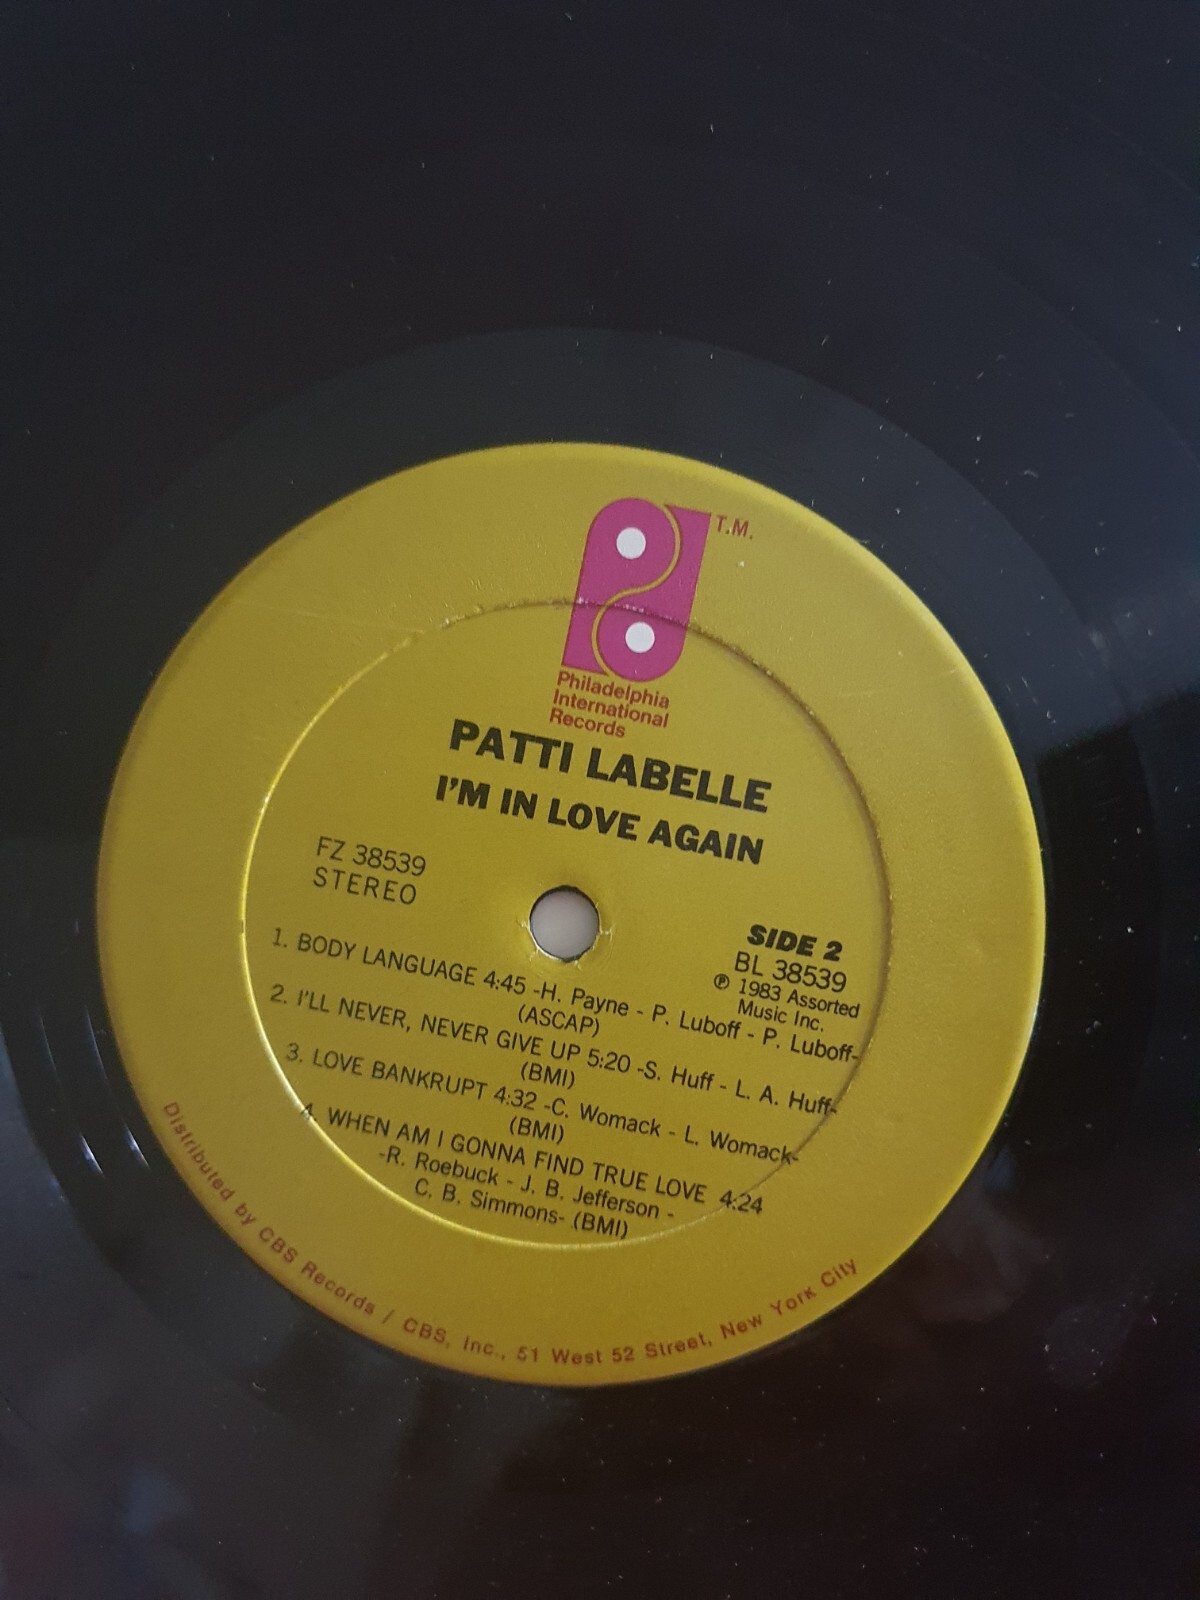 T.M.
Philadelphia
International
Records
PATTI LABELLE
I'M IN LOVE AGAIN
FZ 38539
STEREO
SIDE 2
BL 38539
℗ 1983 Assorted
Music Inc.
1. BODY LANGUAGE 4:45 -H. Payne - P. Luboff - P. Luboff-
(ASCAP)
2. I'LL NEVER, NEVER GIVE UP 5:20 -S. Huff - L. A. Huff-
(BMI)
3. LOVE BANKRUPT 4:32 -C. Womack - L. Womack-
(BMI)
4. WHEN AM I GONNA FIND TRUE LOVE 4:24
-R. Roebuck - J. B. Jefferson -
C. B. Simmons- (BMI)
Distributed by CBS Records / CBS, Inc., 51 West 52 Street, New York City